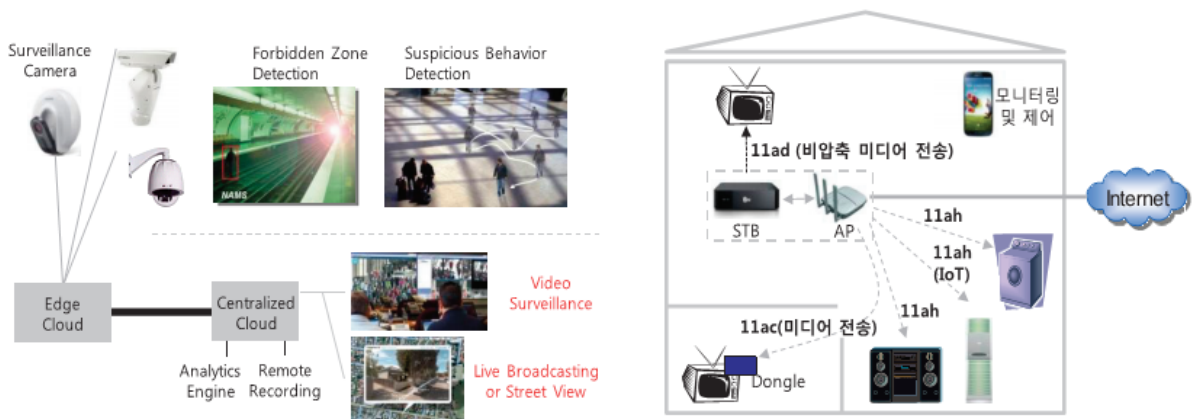 Surveillance
Camera
Forbidden Zone
Detection
Suspicious Behavior
Detection
NAMS
Edge
Cloud
Centralized
Cloud
Analytics
Engine
Remote
Recording
Video
Surveillance
Live Broadcasting
or Street View
모니터링
및 제어
11ad (비압축 미디어 전송)
STB
AP
Internet
11ah
11ah
(IoT)
11ah
11ac(미디어 전송)
Dongle